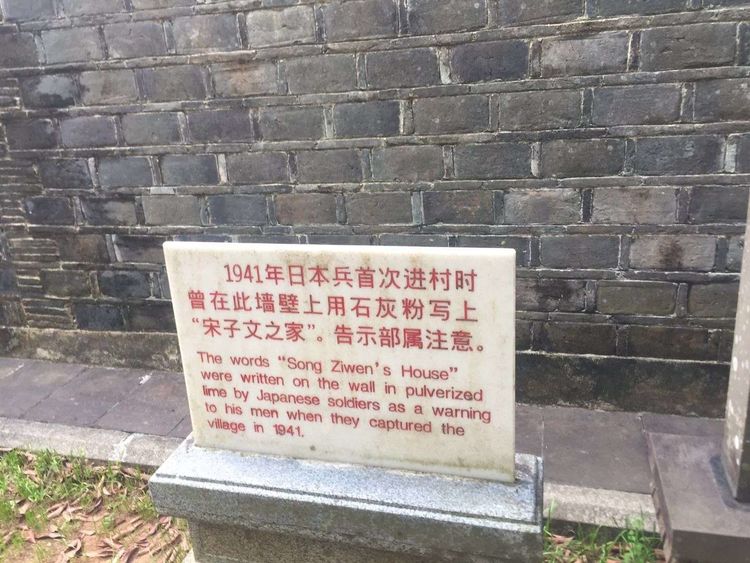 1941年日本兵首次进村时
曾在此墙壁上用石灰粉写上
“宋子文之家”。告示部属注意。
The words “Song Ziwen's House”
were written on the wall in pulverized
lime by Japanese soldiers as a warning
to his men when they captured the
village in 1941.